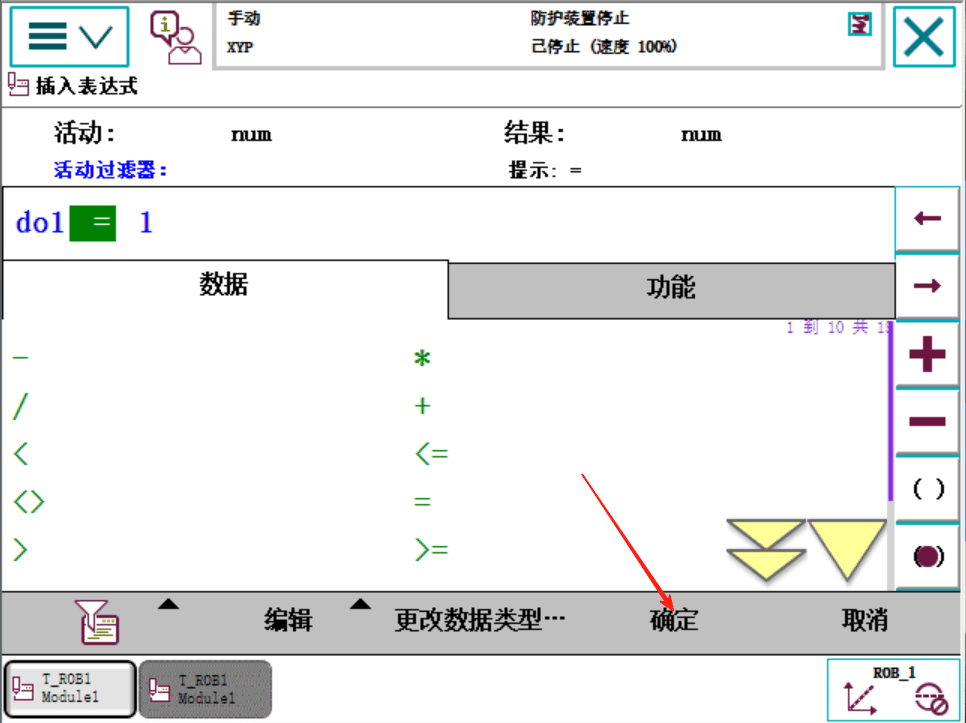 手动
XYP
防护装置停止
已停止 (速度 100%)
插入表达式
活动: num
结果: num
活动过滤器:
提示: =
do1 = 1
数据
功能
1 到 10 共
- *
/ +
< <=
<> =
> >=
( )
编辑
更改数据类型…
确定
取消
T_ROB1
Module1
T_ROB1
Module1
ROB_1